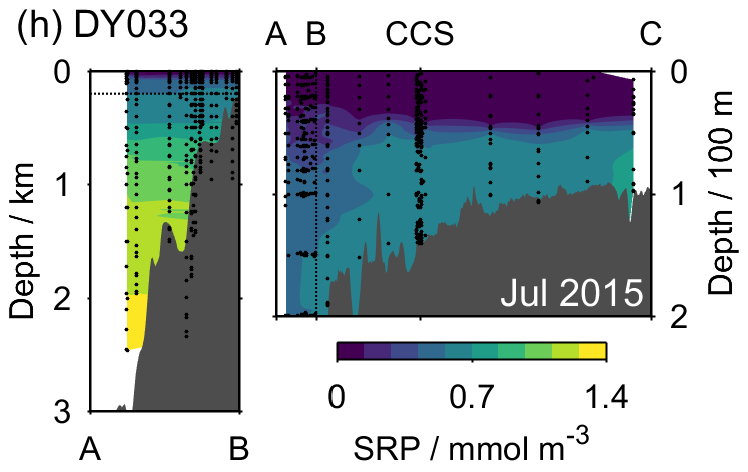 (h) DY033
A B CCS C
0 0
1 1
2 2
3
Depth / km
Depth / 100 m
Jul 2015
A B
0 0.7 1.4
SRP / mmol m-3